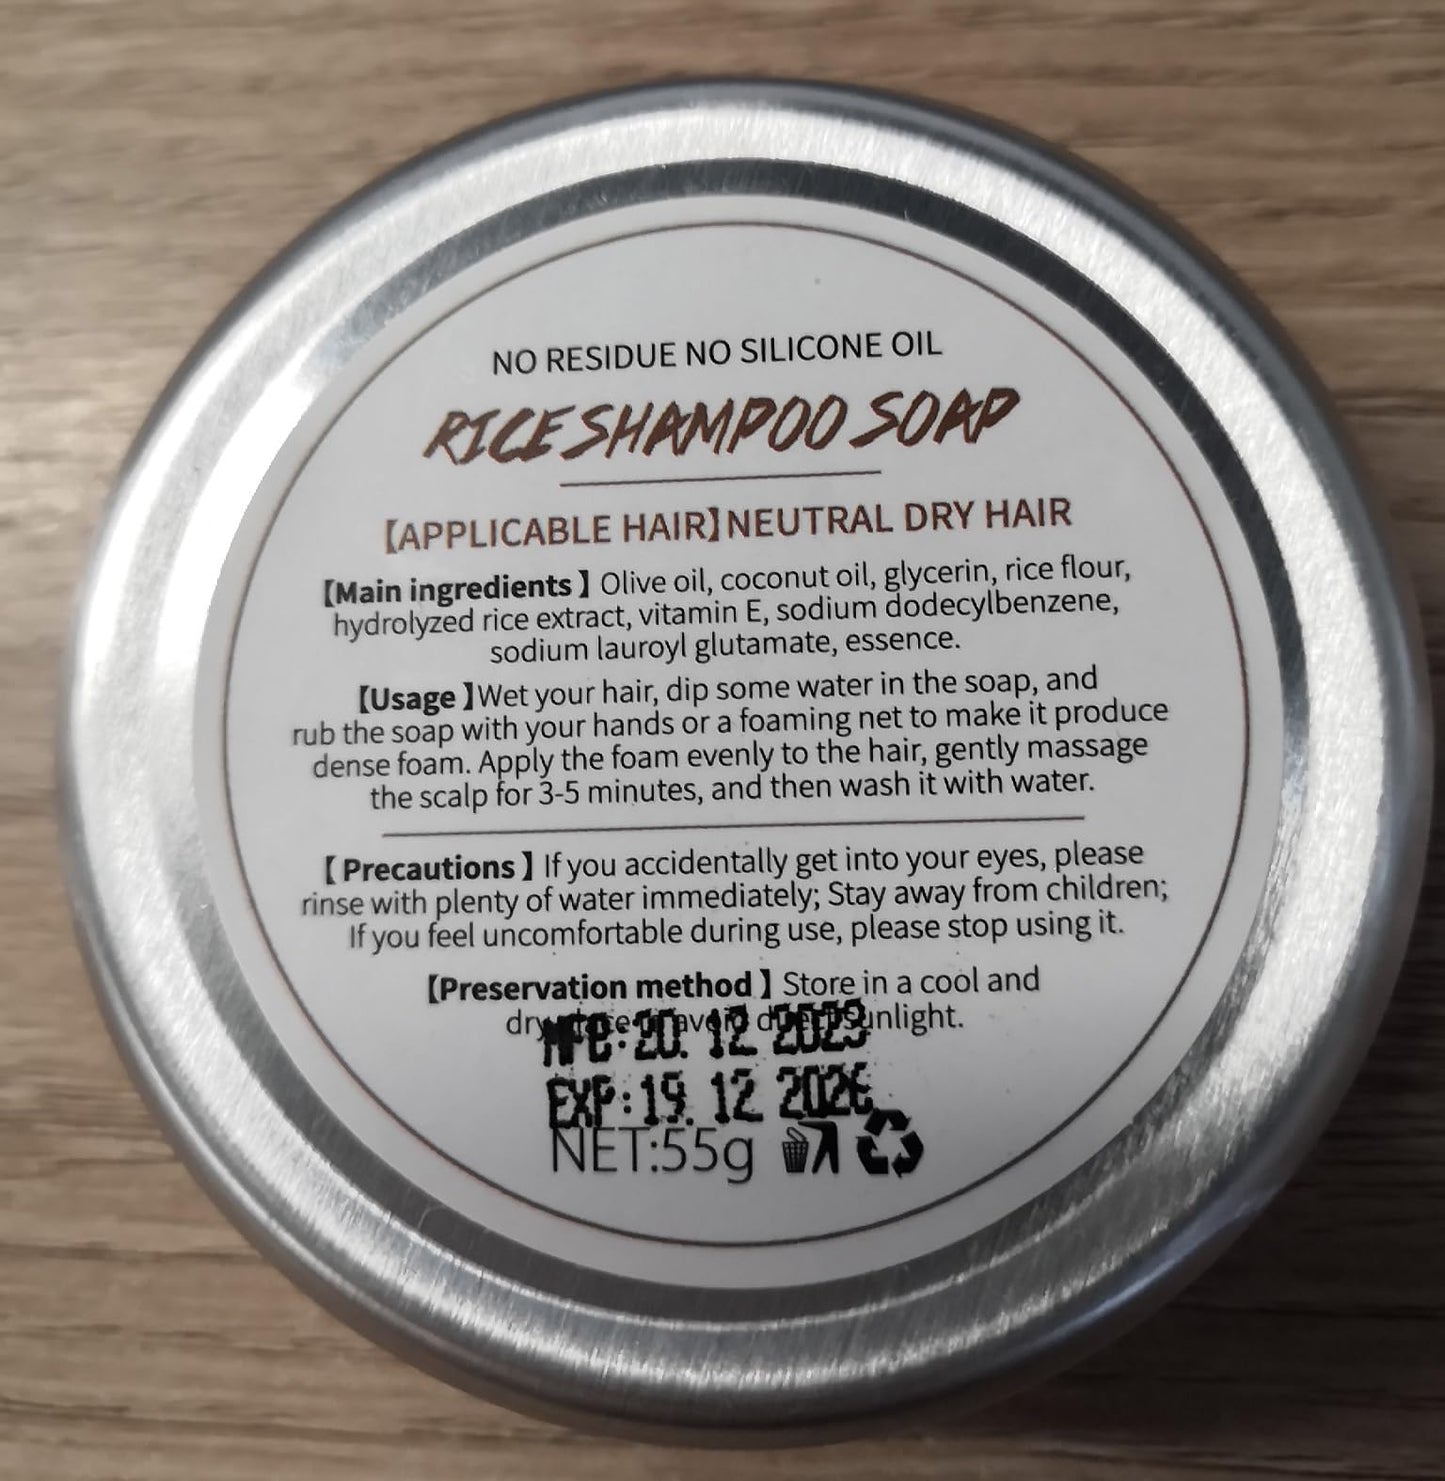 NO RESIDUE NO SILICONE OIL
RICE SHAMPOO SOAP
【APPLICABLE HAIR】NEUTRAL DRY HAIR
【Main ingredients】Olive oil, coconut oil, glycerin, rice flour,
hydrolyzed rice extract, vitamin E, sodium dodecylbenzene,
sodium lauroyl glutamate, essence.
【Usage】Wet your hair, dip some water in the soap, and
rub the soap with your hands or a foaming net to make it produce
dense foam. Apply the foam evenly to the hair, gently massage
the scalp for 3-5 minutes, and then wash it with water.
【Precautions】If you accidentally get into your eyes, please
rinse with plenty of water immediately; Stay away from children;
If you feel uncomfortable during use, please stop using it.
【Preservation method】Store in a cool and
sunlight.
20. 12 2023
EXP:19. 12 2026
NET:55g